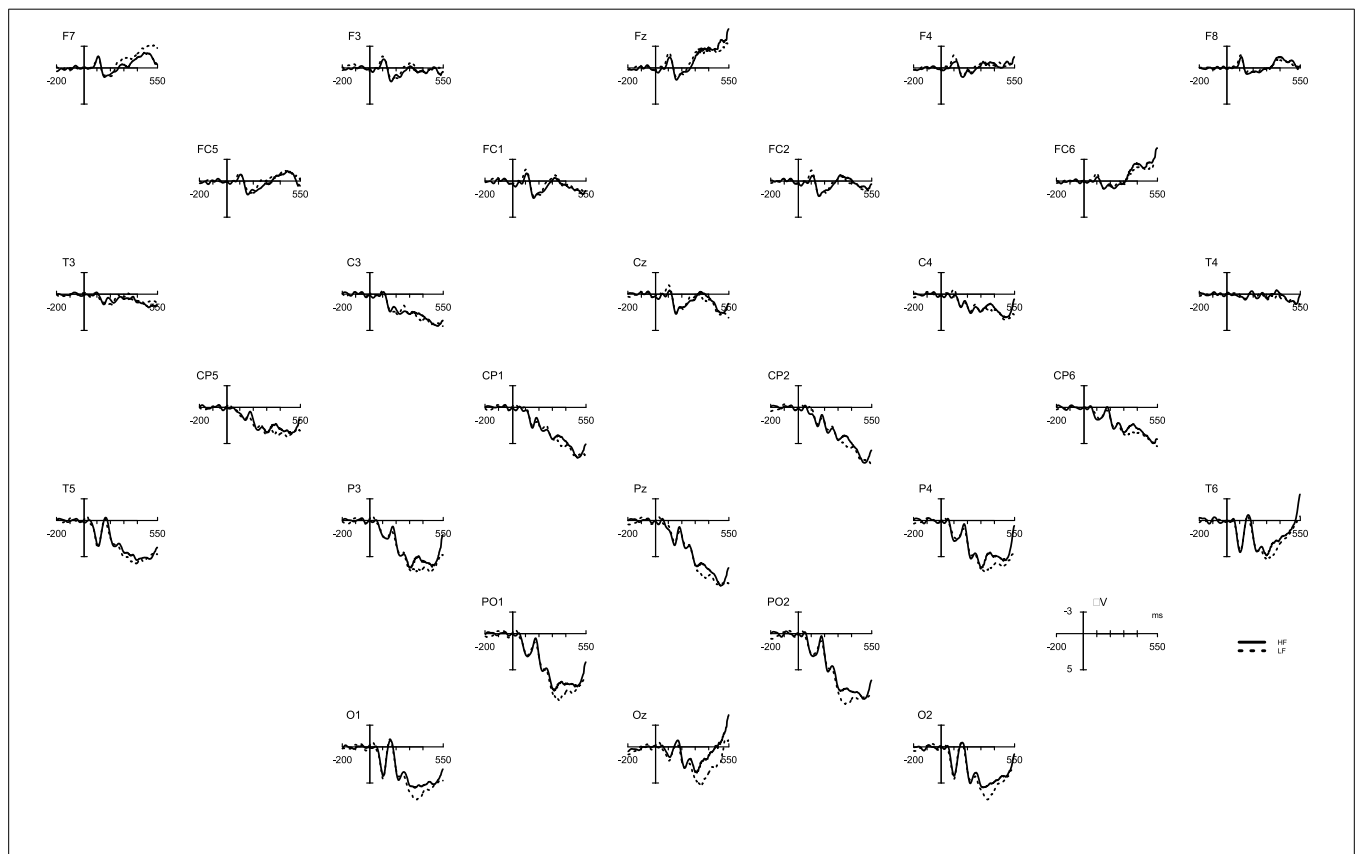 F7 F3 Fz F4 F8
-200 550 -200 550 -200 550 -200 550 -200 550
FC5 FC1 FC2 FC6
-200 550 -200 550 -200 550 -200 550
T3 C3 Cz C4 T4
-200 550 -200 550 -200 550 -200 550 -200 550
CP5 CP1 CP2 CP6
-200 550 -200 550 -200 550 -200 550
T5 P3 Pz P4 T6
-200 550 -200 550 -200 550 -200 550 -200 550
PO1 PO2 -3 □V
ms
-200 550 -200 550 -200 550
HF
LF
5
O1 Oz O2
-200 550 -200 550 -200 550